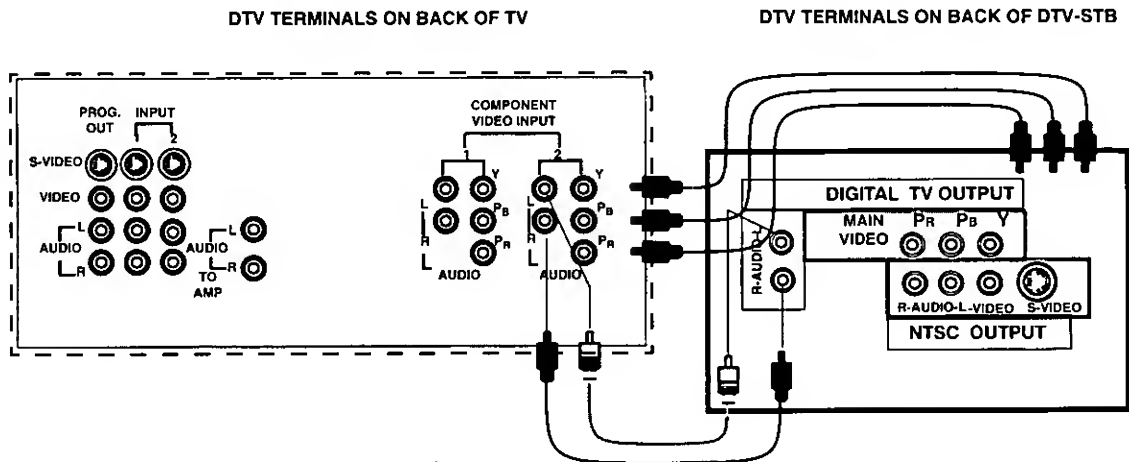 DTV TERMINALS ON BACK OF TV
DTV TERMINALS ON BACK OF DTV-STB
PROG. OUT
INPUT
1 2
S-VIDEO
VIDEO
AUDIO
L
R
AUDIO TO AMP
L
R
COMPONENT
VIDEO INPUT
1
Y
L
PB
R
PR
L
AUDIO
2
Y
L
PB
R
PR
L
AUDIO
DIGITAL TV OUTPUT
MAIN VIDEO
PR PB Y
R-AUDIO-L
R-AUDIO-L-VIDEO S-VIDEO
NTSC OUTPUT